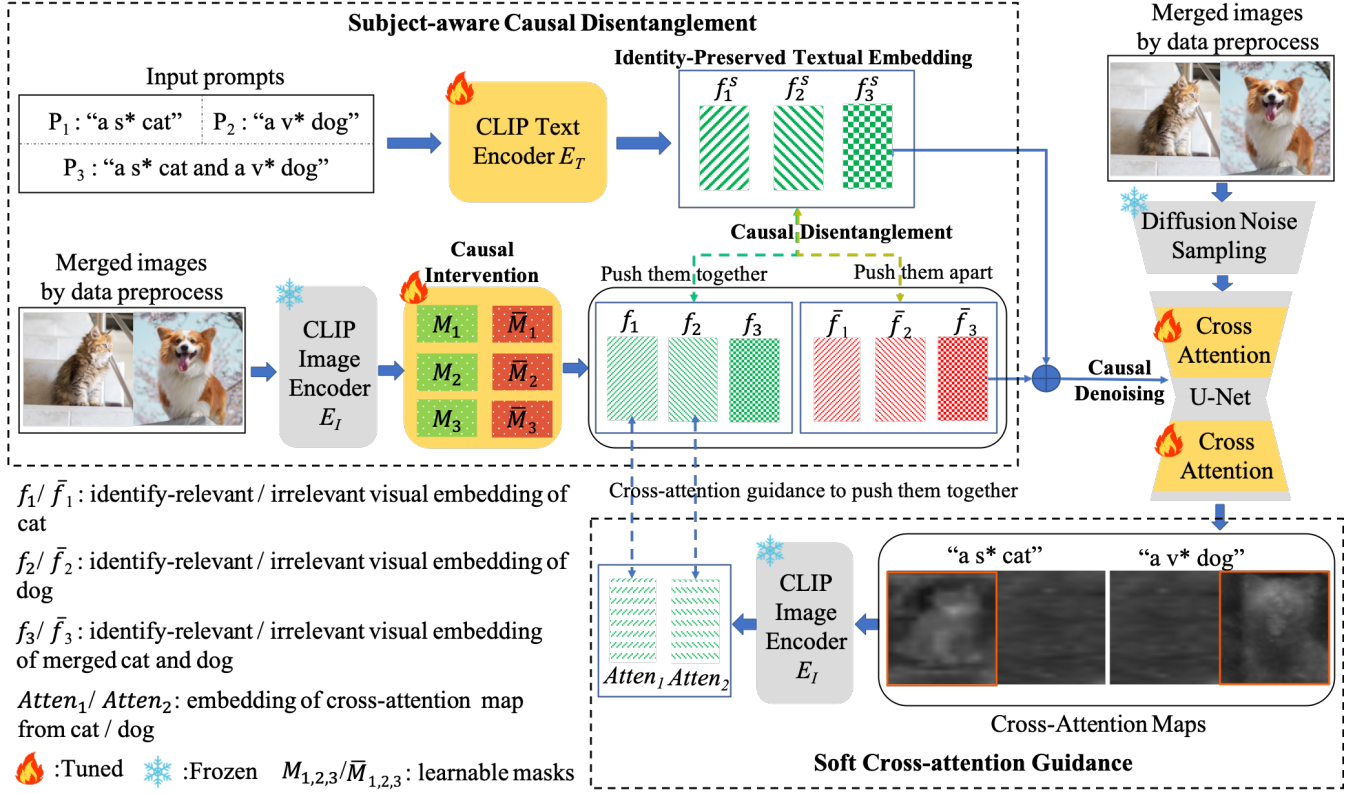 Subject-aware Causal Disentanglement
Input prompts
P₁ : “a s* cat”
P₂ : “a v* dog”
P₃ : “a s* cat and a v* dog”
CLIP Text
Encoder E_T
Identity-Preserved Textual Embedding
f₁ˢ f₂ˢ f₃ˢ
Causal Disentanglement
Push them together
Push them apart
Merged images
by data preprocess
CLIP
Image
Encoder
E_I
Causal
Intervention
M₁ M̅₁
M₂ M̅₂
M₃ M̅₃
f₁ f₂ f₃
f̅₁ f̅₂ f̅₃
Merged images
by data preprocess
Diffusion Noise
Sampling
Causal
Denoising
Cross
Attention
U-Net
Cross
Attention
Cross-attention guidance to push them together
“a s* cat”
“a v* dog”
Cross-Attention Maps
CLIP
Image
Encoder
E_I
Atten₁ Atten₂
Soft Cross-attention Guidance
f₁/ f̅₁ : identify-relevant / irrelevant visual embedding of
cat
f₂/ f̅₂ : identify-relevant / irrelevant visual embedding of
dog
f₃/ f̅₃ : identify-relevant / irrelevant visual embedding
of merged cat and dog
Atten₁/ Atten₂: embedding of cross-attention map
from cat / dog
:Tuned :Frozen M₁,₂,₃/M̅₁,₂,₃: learnable masks